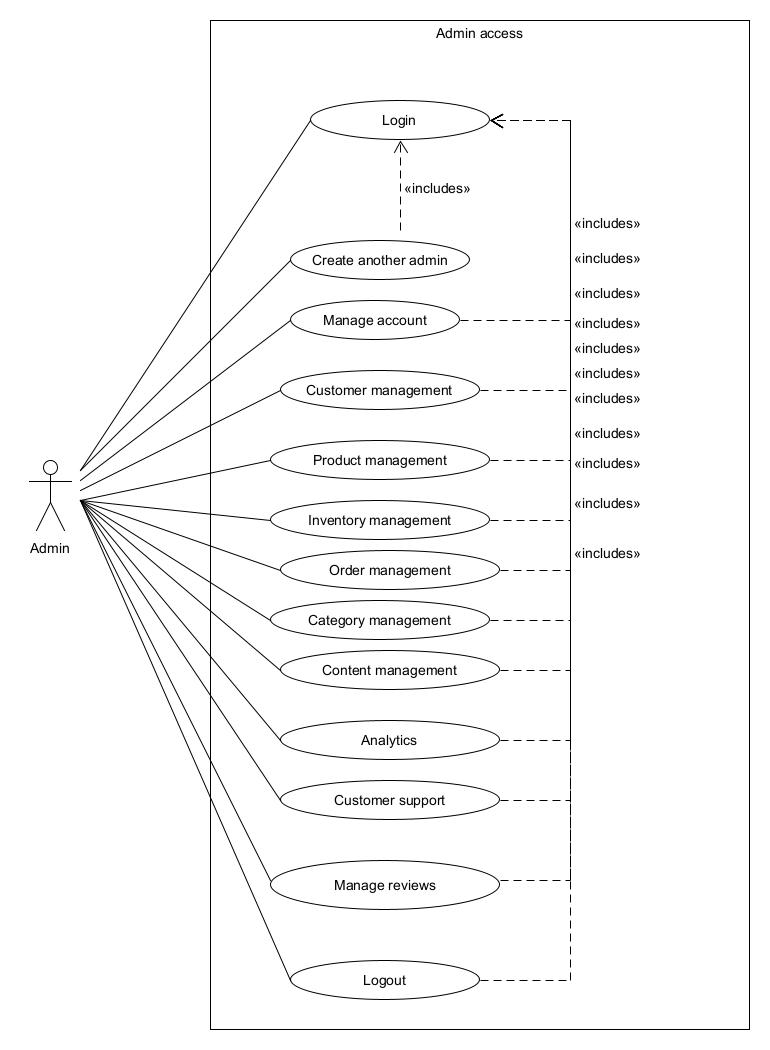 Admin access
Login
«includes»
«includes»
Create another admin
«includes»
«includes»
Manage account
«includes»
«includes»
«includes»
Customer management
«includes»
«includes»
Product management
«includes»
«includes»
Inventory management
Admin
«includes»
Order management
Category management
Content management
Analytics
Customer support
Manage reviews
Logout